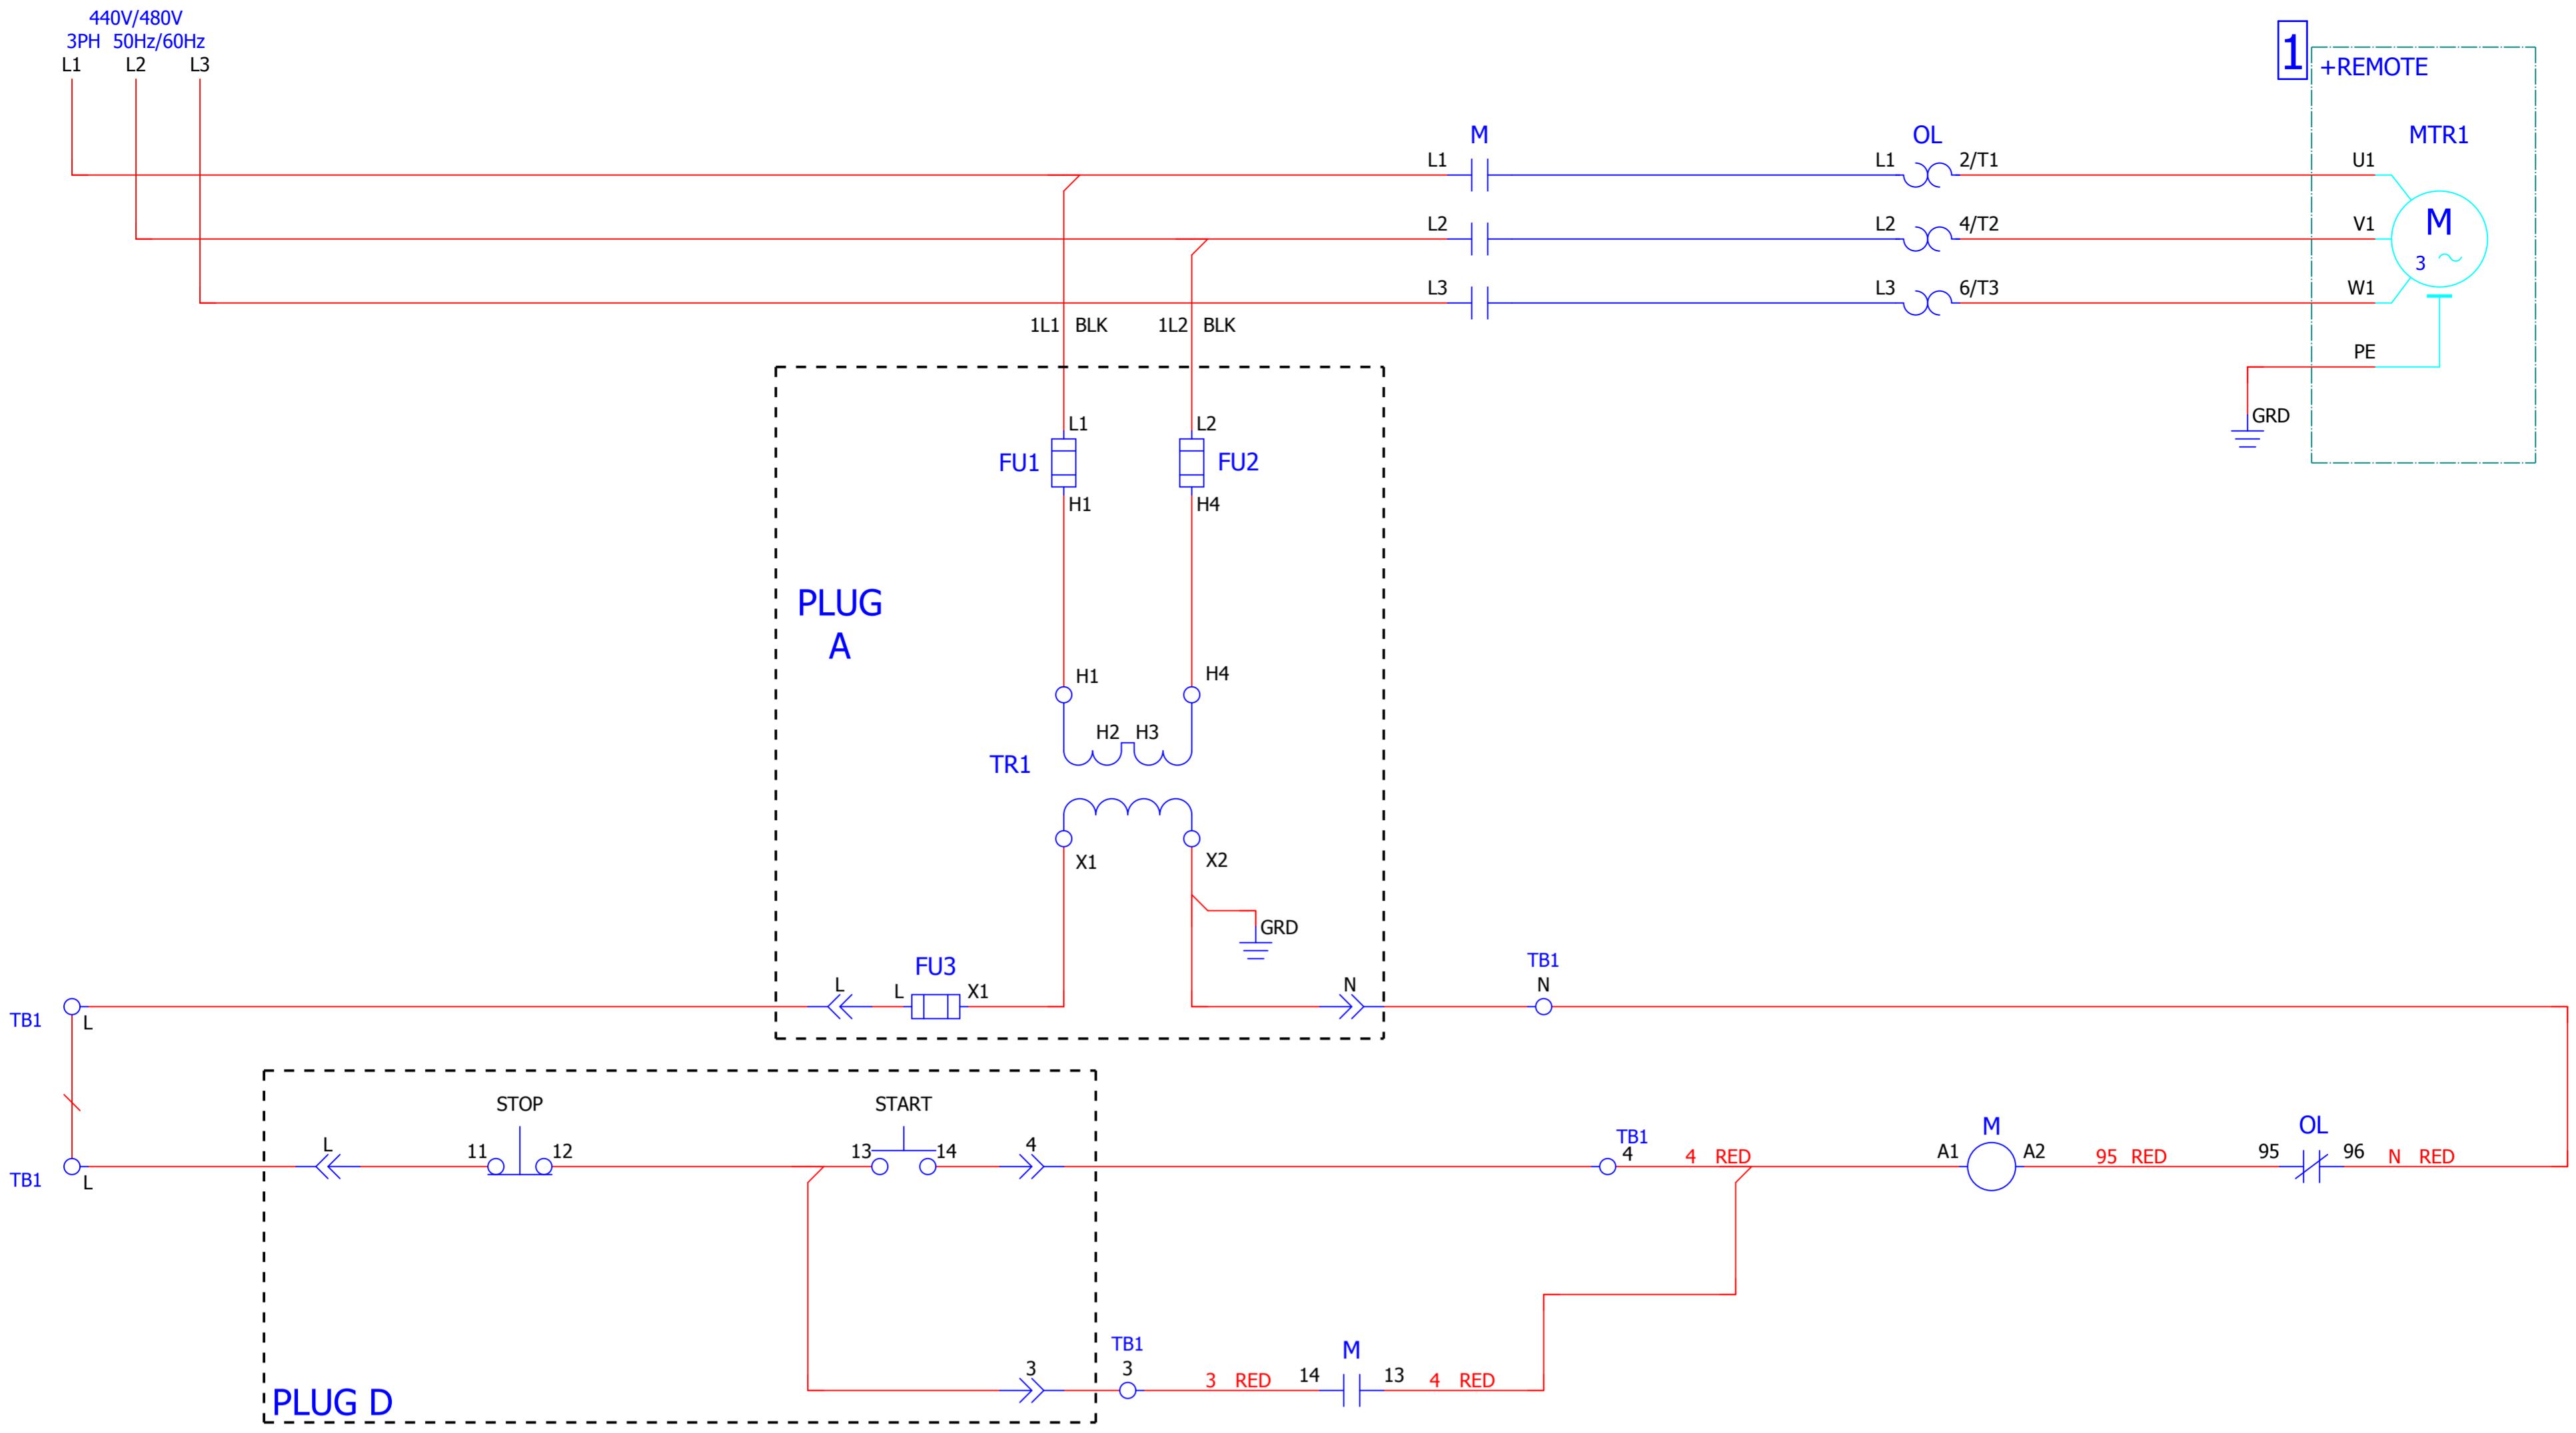 440V/480V
3PH 50Hz/60Hz
L1 L2 L3
1
+REMOTE
M OL MTR1
L1 L1 2/T1 U1
L2 L2 4/T2 V1
M
3
L3 L3 6/T3 W1
1L1 BLK 1L2 BLK
PE
GRD
L1 L2
FU1 FU2
H1 H4
PLUG
A
H1 H4
H2 H3
TR1
X1 X2
GRD
FU3
L L X1 N
TB1
N
TB1 L
STOP START
L 11 12 13 14 4
TB1
4
4 RED
M
A1 A2
95 RED
OL
95 96
N RED
TB1 L
TB1
3 3
3 RED
M
14 13
4 RED
PLUG D